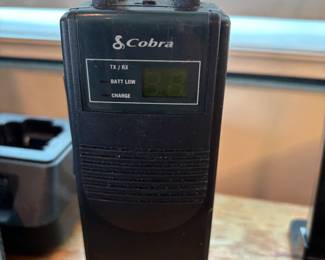 Cobra
TX / RX
BATT LOW
CHARGE